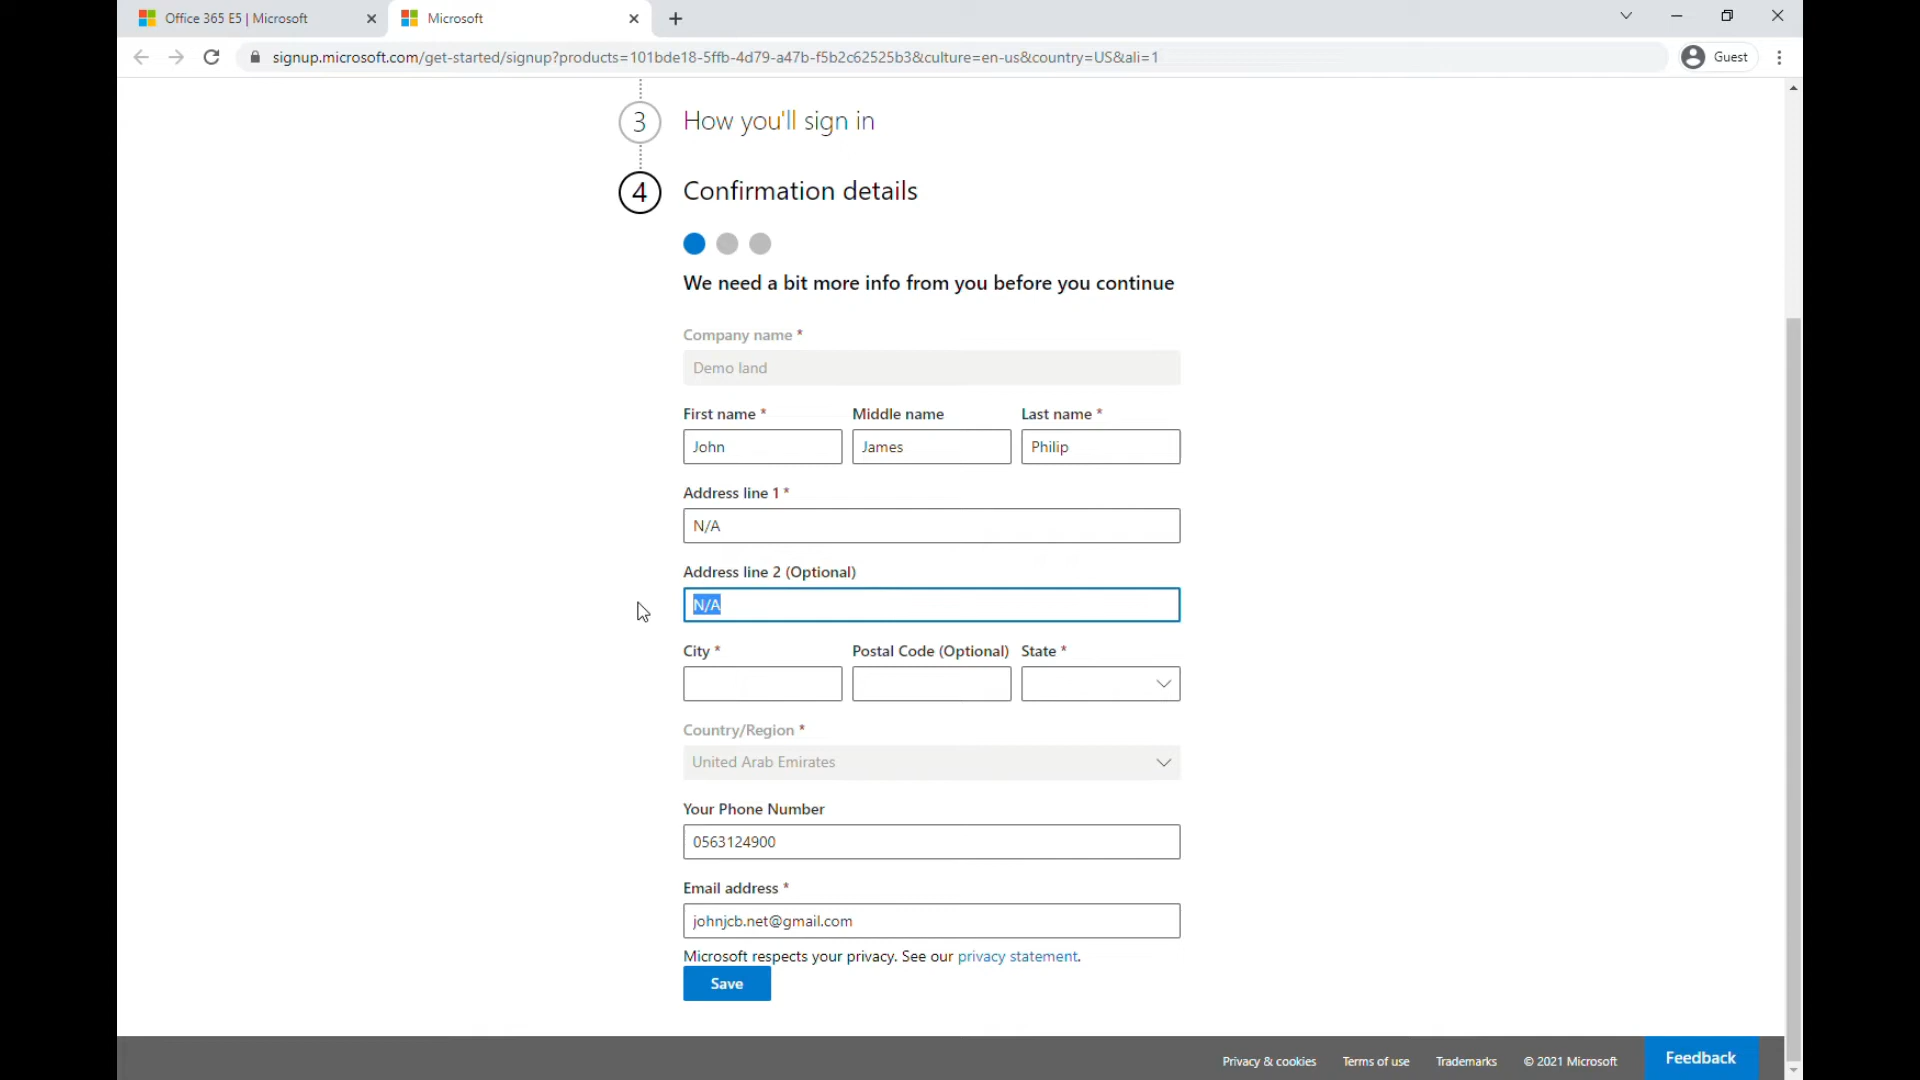 Office 365 E5 | Microsoft
Microsoft
signup.microsoft.com/get-started/signup?products=101bde18-5ffb-4d79-a47b-f5b2c62525b3&culture=en-us&country=US&ali=1
Guest
3 How you'll sign in
4 Confirmation details
We need a bit more info from you before you continue
Company name *
Demo land
First name * Middle name Last name *
John James Philip
Address line 1 *
N/A
Address line 2 (Optional)
N/A
City * Postal Code (Optional) State *
Country/Region *
United Arab Emirates
Your Phone Number
0563124900
Email address *
johnjcb.net@gmail.com
Microsoft respects your privacy. See our privacy statement.
Save
Privacy & cookies Terms of use Trademarks © 2021 Microsoft Feedback